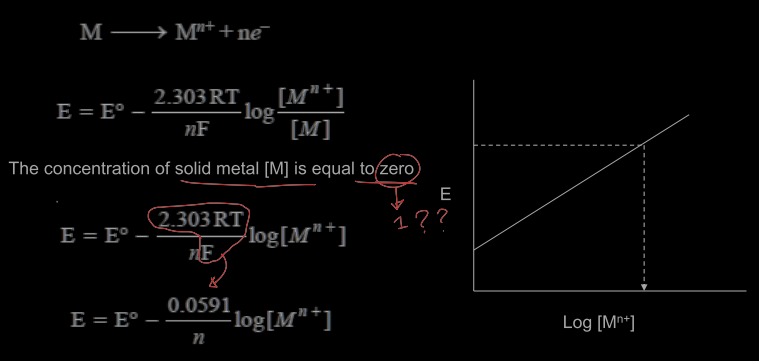 M ⟶ Mⁿ⁺ + ne⁻
E = E° − 2.303 RT / nF log [Mⁿ⁺] / [M]
The concentration of solid metal [M] is equal to zero
1 ? ?
E = E° − 2.303 RT / nF log[Mⁿ⁺]
E = E° − 0.0591 / n log[Mⁿ⁺]
E
Log [Mⁿ⁺]